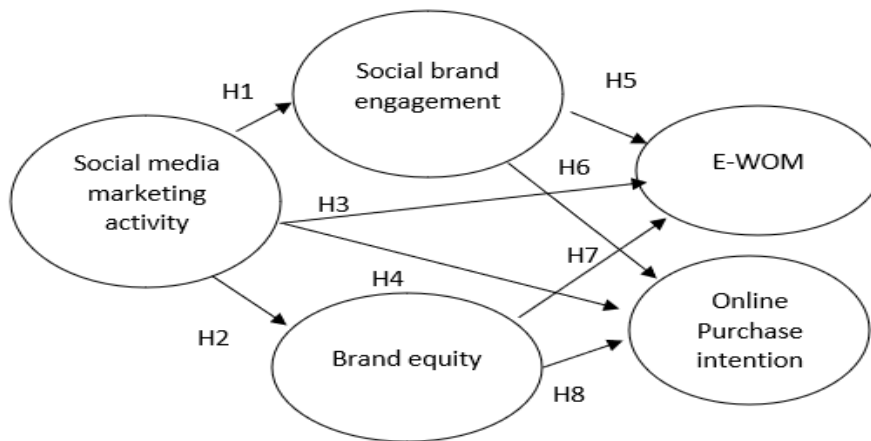 Social brand
engagement
H5
H1
E-WOM
Social media
marketing
activity
H6
H3
H7
H4
Online
Purchase
intention
H2
Brand equity
H8